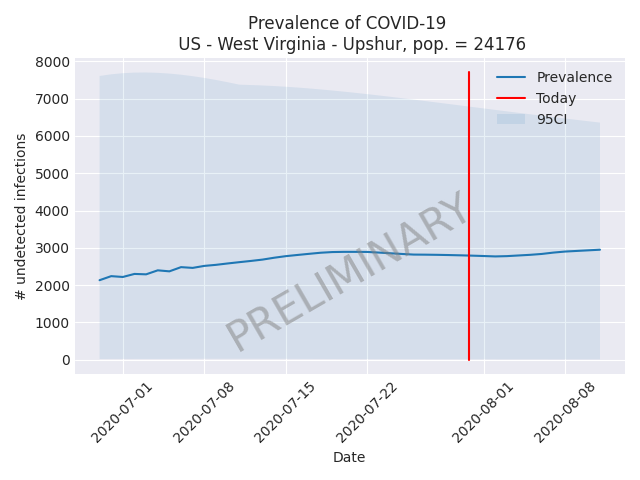 Prevalence of COVID-19
US - West Virginia - Upshur, pop. = 24176
8000
7000
6000
5000
4000
3000
2000
1000
0
# undetected infections
Prevalence
Today
95CI
PRELIMINARY
2020-07-01
2020-07-08
2020-07-15
2020-07-22
2020-08-01
2020-08-08
Date